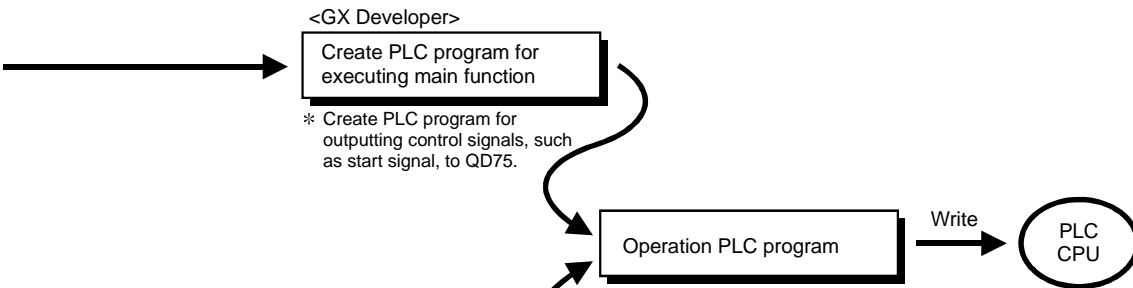 <GX Developer>
Create PLC program for
executing main function
* Create PLC program for
outputting control signals, such
as start signal, to QD75.
Operation PLC program
Write
PLC
CPU